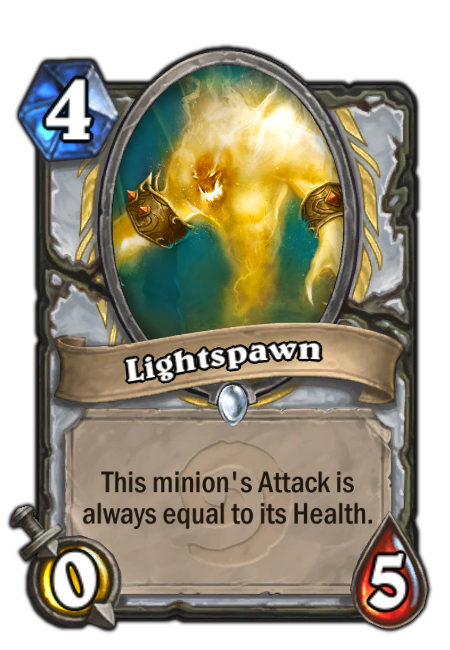 4
Lightspawn
This minion's Attack is
always equal to its Health.
0
5